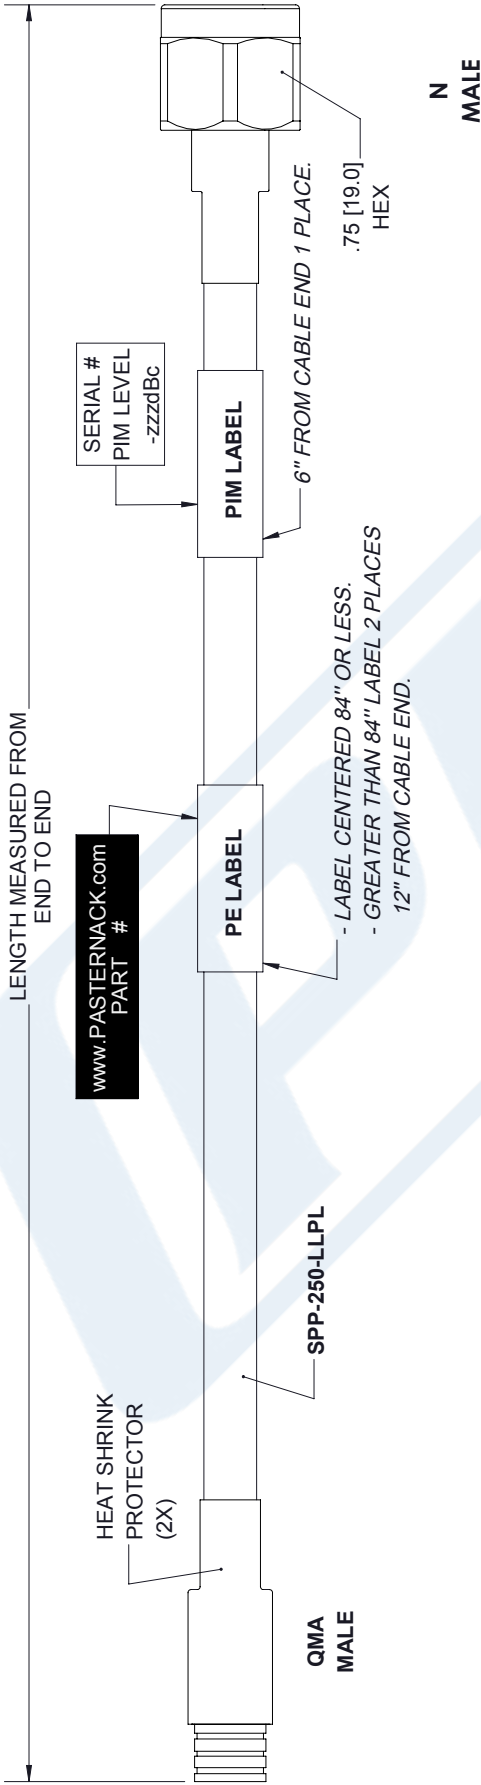 LENGTH MEASURED FROM
END TO END
HEAT SHRINK
PROTECTOR
(2X)
www.PASTERNACK.com
PART #
SERIAL #
PIM LEVEL
-zzzdBc
PE LABEL
PIM LABEL
QMA
MALE
SPP-250-LLPL
- LABEL CENTERED 84" OR LESS.
- GREATER THAN 84" LABEL 2 PLACES
12" FROM CABLE END.
6" FROM CABLE END 1 PLACE.
.75 [19.0]
HEX
N
MALE